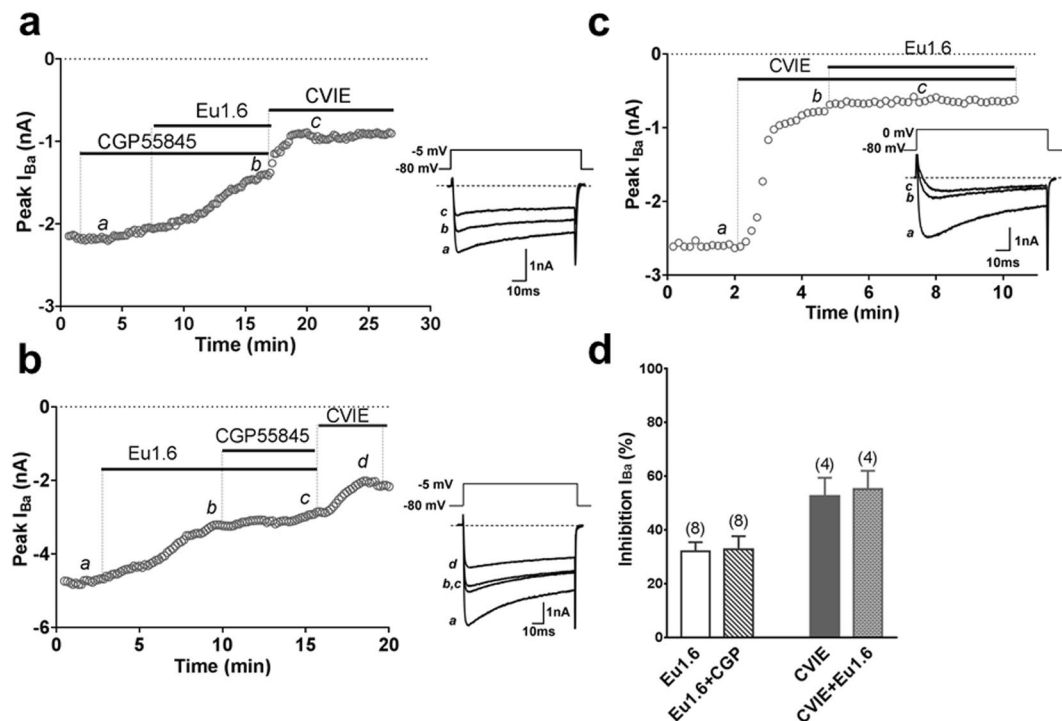 a
0
CVIE
Eu1.6
CGP55845
-1
-2
-3
Peak IBa (nA)
a
b
c
0 5 10 15 20 25 30
Time (min)
-5 mV
-80 mV
c
b
a
1nA
10ms
b
0
CVIE
CGP55845
Eu1.6
-2
-4
-6
Peak IBa (nA)
a
b
c
d
0 5 10 15 20
Time (min)
-5 mV
-80 mV
d
b,c
a
1nA
10ms
c
0
Eu1.6
CVIE
-1
-2
-3
Peak IBa (nA)
a
b
c
0 2 4 6 8 10
Time (min)
0 mV
-80 mV
c
b
a
1nA
10ms
d
100
80
60
40
20
0
Inhibition IBa (%)
(8)
(8)
(4)
(4)
Eu1.6
Eu1.6+CGP
CVIE
CVIE+Eu1.6